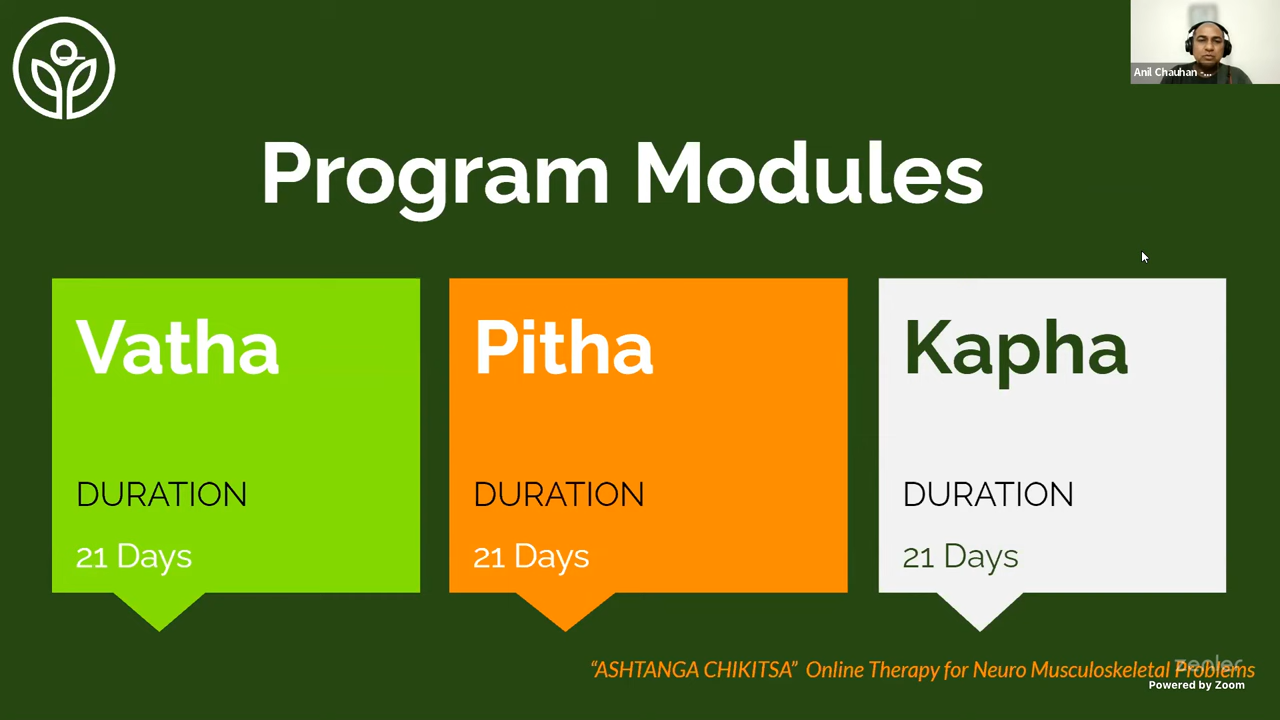 Anil Chauhan -...
Program Modules
Vatha
DURATION
21 Days
Pitha
DURATION
21 Days
Kapha
DURATION
21 Days
“ASHTANGA CHIKITSA” Online Therapy for Neuro Musculoskeletal Problems
zenler
Powered by Zoom